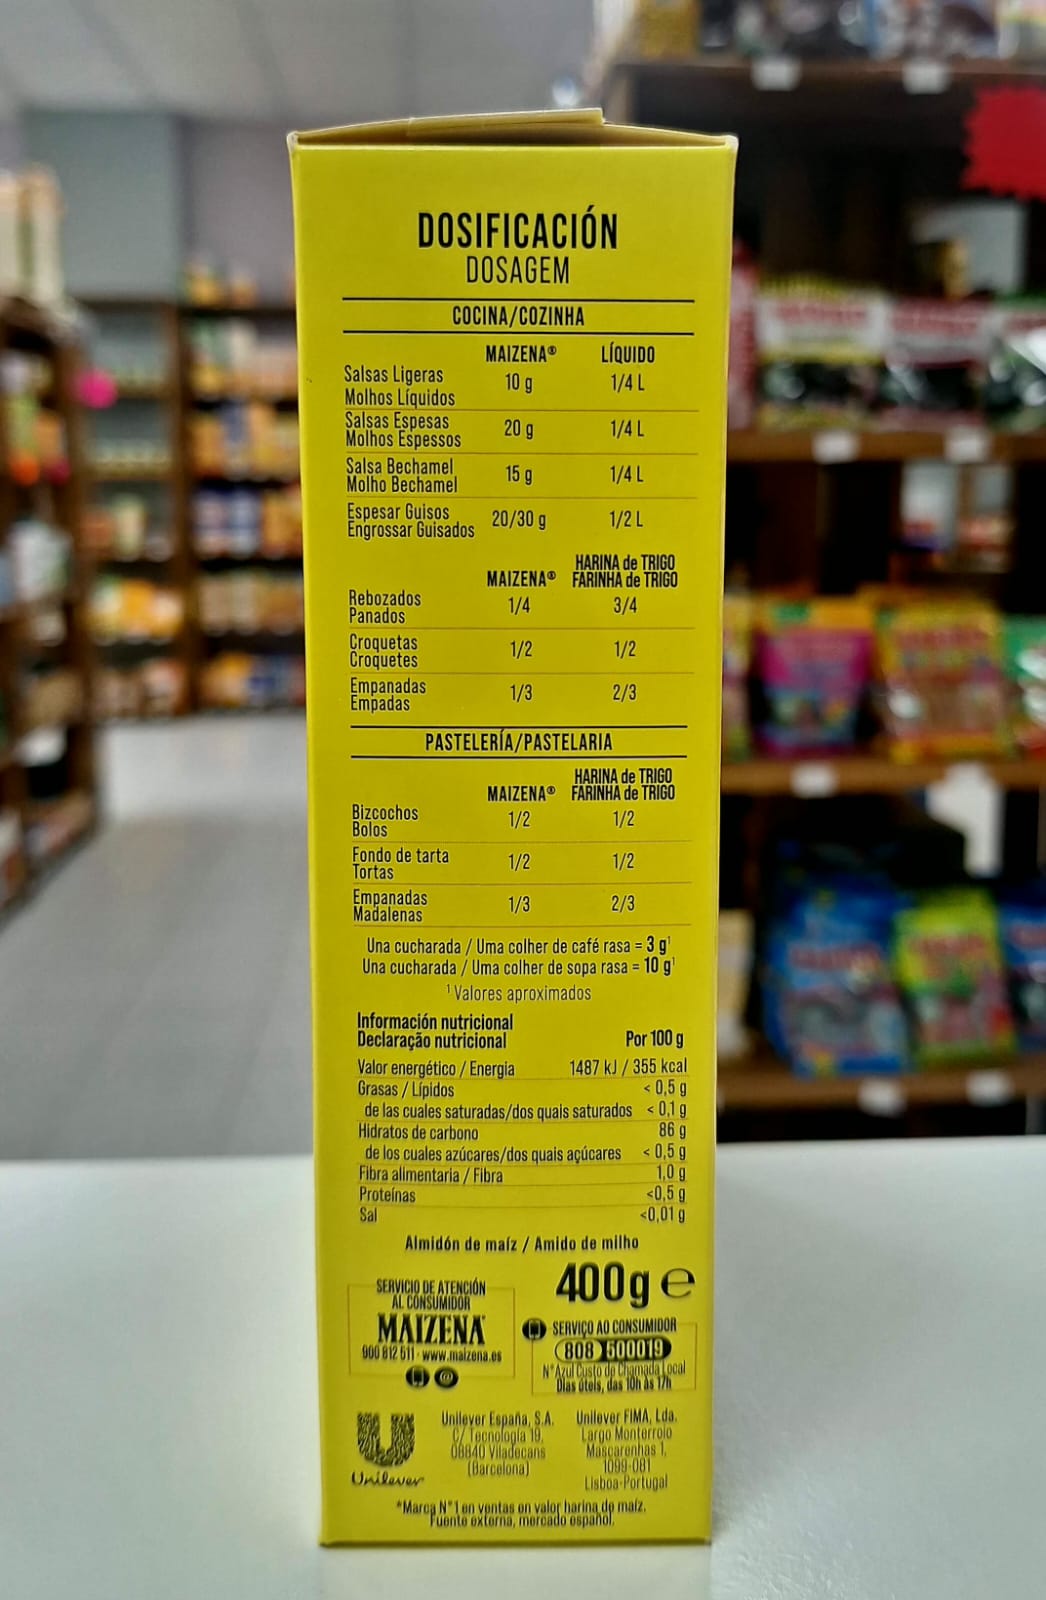 DOSIFICACIÓN
DOSAGEM
COCINA/COZINHA
MAIZENA® LÍQUIDO
Salsas Ligeras
Molhos Líquidos 10 g 1/4 L
Salsas Espesas
Molhos Espessos 20 g 1/4 L
Salsa Bechamel
Molho Bechamel 15 g 1/4 L
Espesar Guisos
Engrossar Guisados 20/30 g 1/2 L
HARINA de TRIGO
MAIZENA® FARINHA de TRIGO
Rebozados
Panados 1/4 3/4
Croquetas
Croquetes 1/2 1/2
Empanadas
Empadas 1/3 2/3
PASTELERÍA/PASTELARIA
HARINA de TRIGO
MAIZENA® FARINHA de TRIGO
Bizcochos
Bolos 1/2 1/2
Fondo de tarta
Tortas 1/2 1/2
Empanadas
Madalenas 1/3 2/3
Una cucharada / Uma colher de café rasa = 3 g¹
Una cucharada / Uma colher de sopa rasa = 10 g¹
¹ Valores aproximados
Información nutricional
Declaração nutricional Por 100 g
Valor energético / Energia 1487 kJ / 355 kcal
Grasas / Lípidos < 0,5 g
de las cuales saturadas/dos quais saturados < 0,1 g
Hidratos de carbono 86 g
de los cuales azúcares/dos quais açúcares < 0,5 g
Fibra alimentaria / Fibra 1,0 g
Proteínas <0,5 g
Sal <0,01 g
Almidón de maíz / Amido de milho
400g e
SERVICIO DE ATENCIÓN
AL CONSUMIDOR
MAIZENA
900 812 511 - www.maizena.es
SERVIÇO AO CONSUMIDOR
808 500019
Nº Azul Custo de Chamada Local
Dias úteis, das 10h às 17h
Unilever
Unilever España, S.A.
C/ Tecnología 19,
08840 Viladecans
(Barcelona)
Unilever FIMA, Lda.
Largo Monterroio
Mascarenhas 1,
1099-081
Lisboa-Portugal
*Marca Nº1 en ventas en valor harina de maíz.
Fuente externa, mercado español.